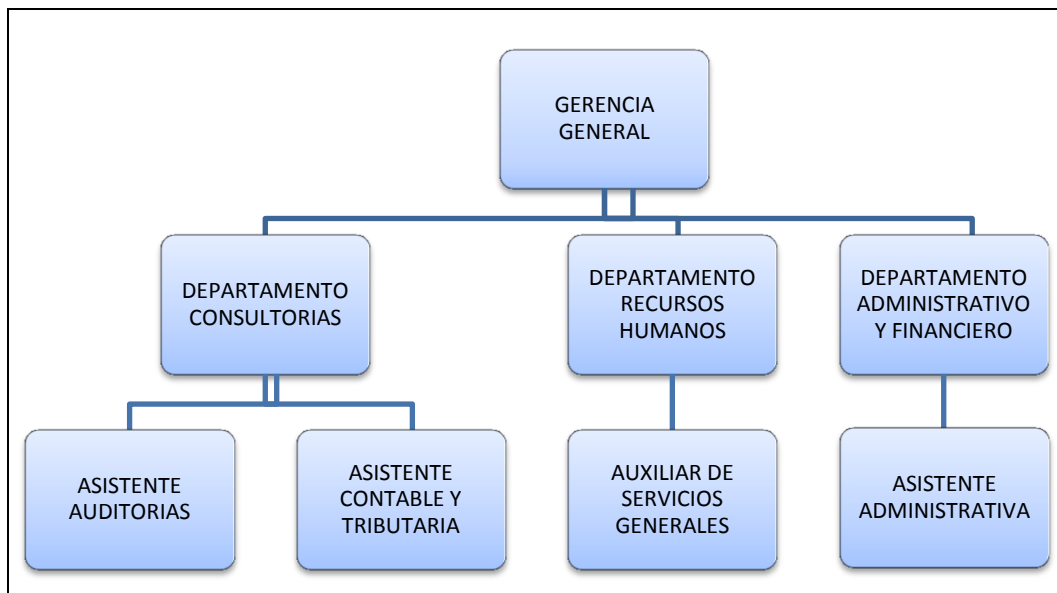 GERENCIA
GENERAL
DEPARTAMENTO
CONSULTORIAS
DEPARTAMENTO
RECURSOS
HUMANOS
DEPARTAMENTO
ADMINISTRATIVO
Y FINANCIERO
ASISTENTE
AUDITORIAS
ASISTENTE
CONTABLE Y
TRIBUTARIA
AUXILIAR DE
SERVICIOS
GENERALES
ASISTENTE
ADMINISTRATIVA